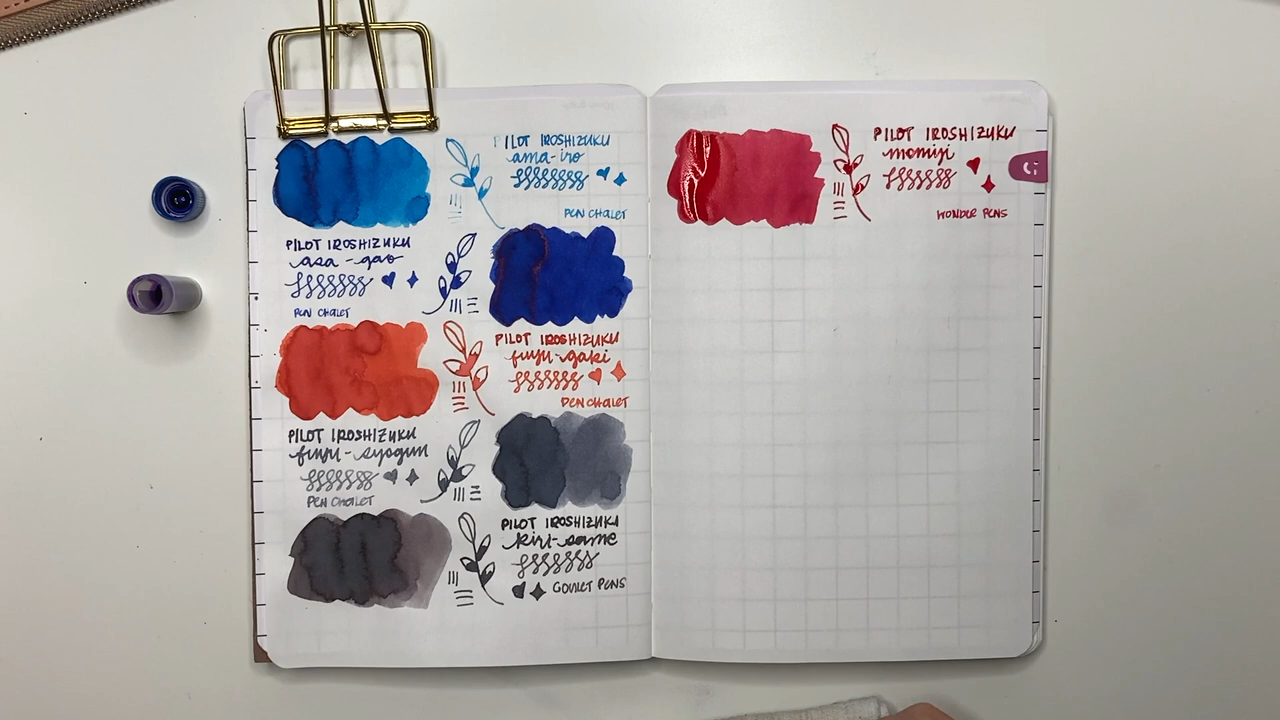 PILOT IROSHIZUKU
ama-iro
PEN CHALET
PILOT IROSHIZUKU
asa-gao
PEN CHALET
PILOT IROSHIZUKU
fuyu-gaki
PEN CHALET
PILOT IROSHIZUKU
fuyu-syogun
PEN CHALET
PILOT IROSHIZUKU
kiri-same
GOULET PENS
PILOT IROSHIZUKU
momiji
WONDER PENS